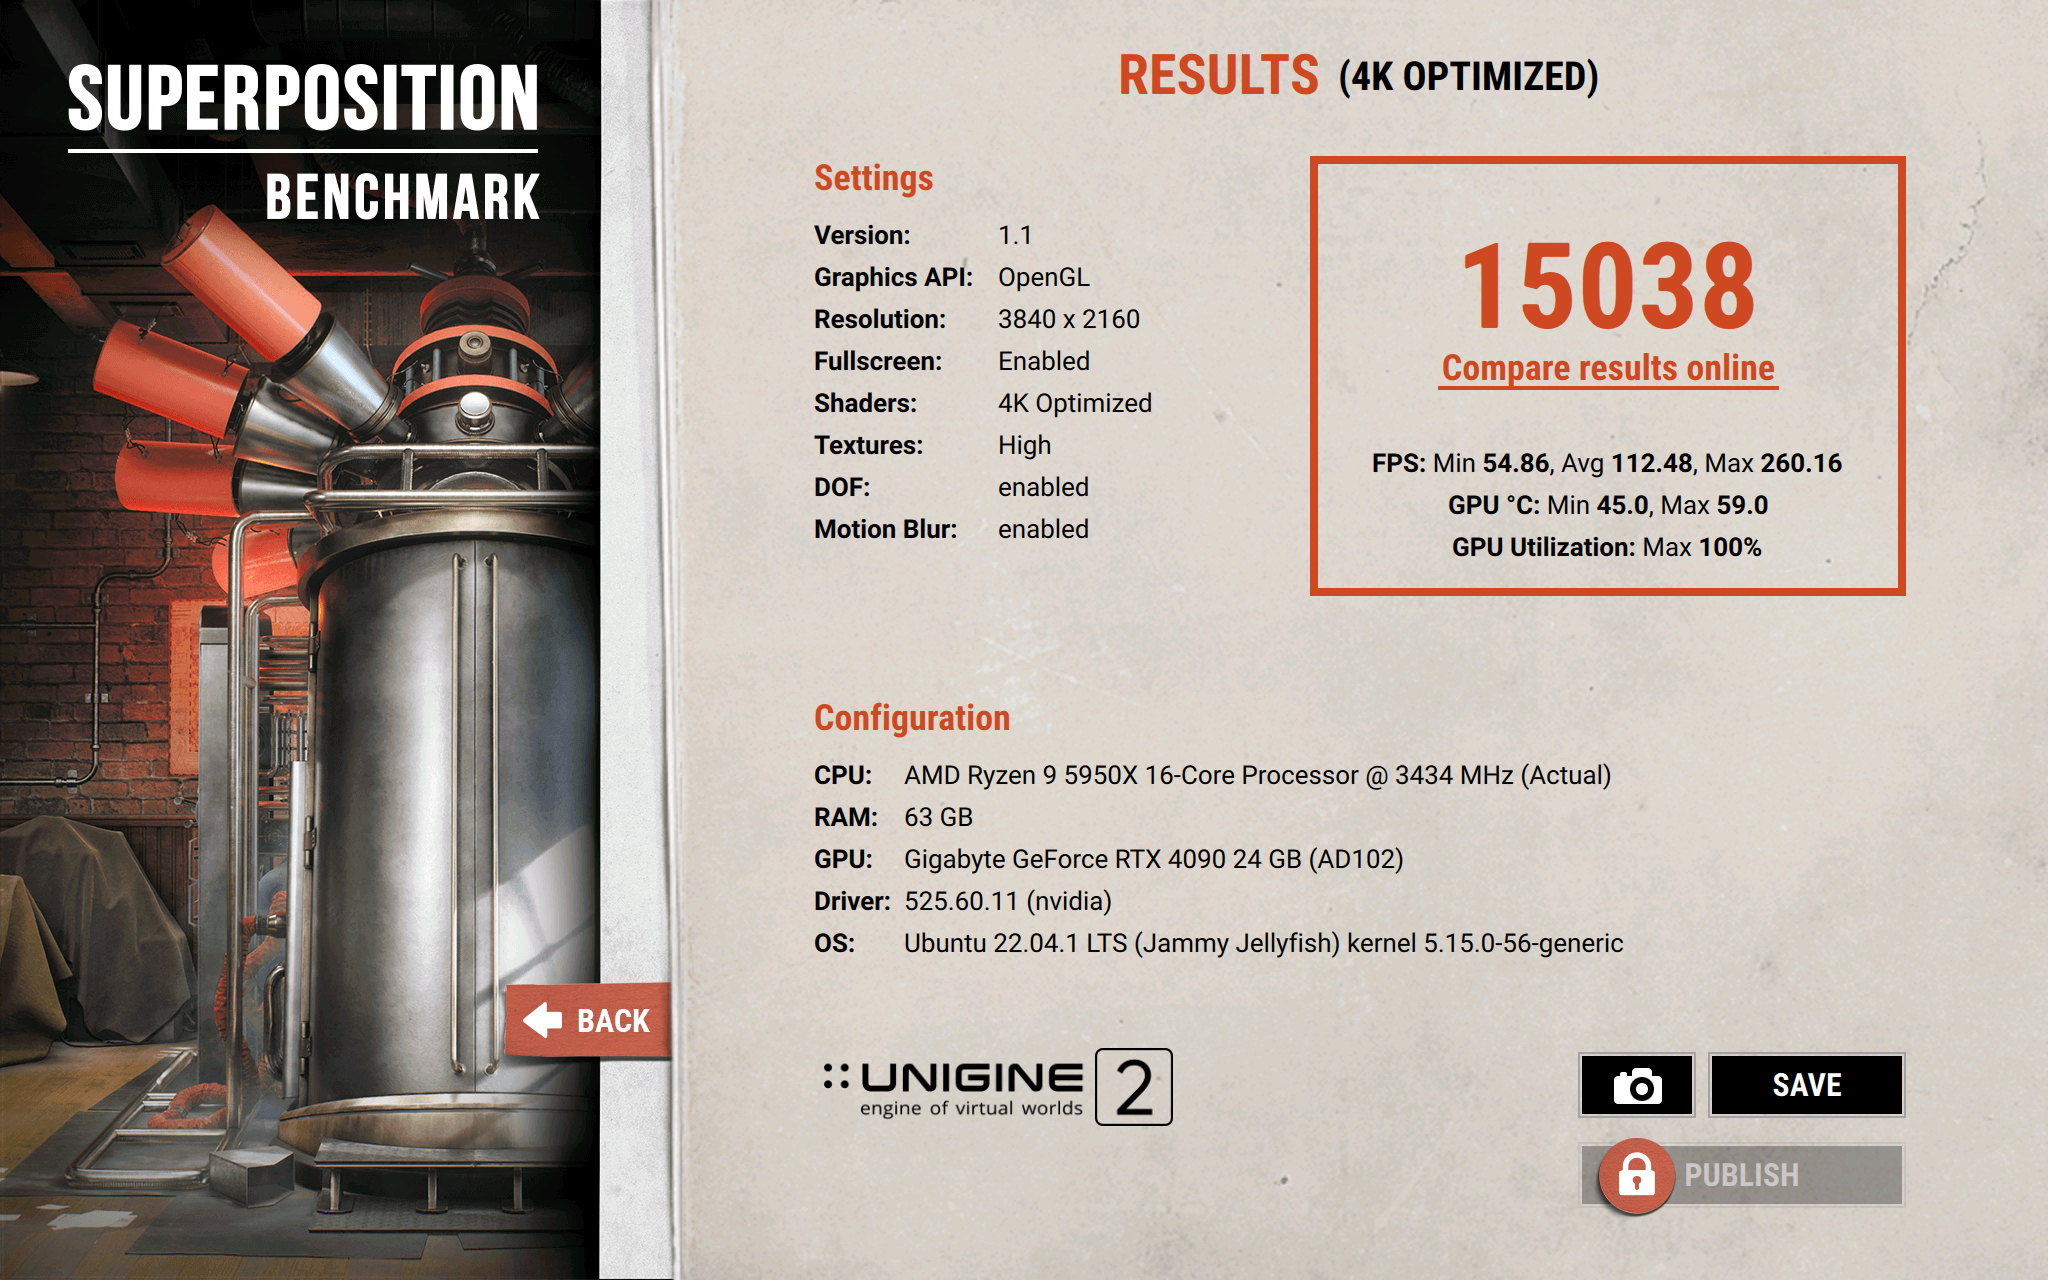 SUPERPOSITION
BENCHMARK
RESULTS (4K OPTIMIZED)
Settings
Version: 1.1
Graphics API: OpenGL
Resolution: 3840 x 2160
Fullscreen: Enabled
Shaders: 4K Optimized
Textures: High
DOF: enabled
Motion Blur: enabled
15038
Compare results online
FPS: Min 54.86, Avg 112.48, Max 260.16
GPU °C: Min 45.0, Max 59.0
GPU Utilization: Max 100%
Configuration
CPU: AMD Ryzen 9 5950X 16-Core Processor @ 3434 MHz (Actual)
RAM: 63 GB
GPU: Gigabyte GeForce RTX 4090 24 GB (AD102)
Driver: 525.60.11 (nvidia)
OS: Ubuntu 22.04.1 LTS (Jammy Jellyfish) kernel 5.15.0-56-generic
BACK
UNIGINE 2
engine of virtual worlds
SAVE
PUBLISH